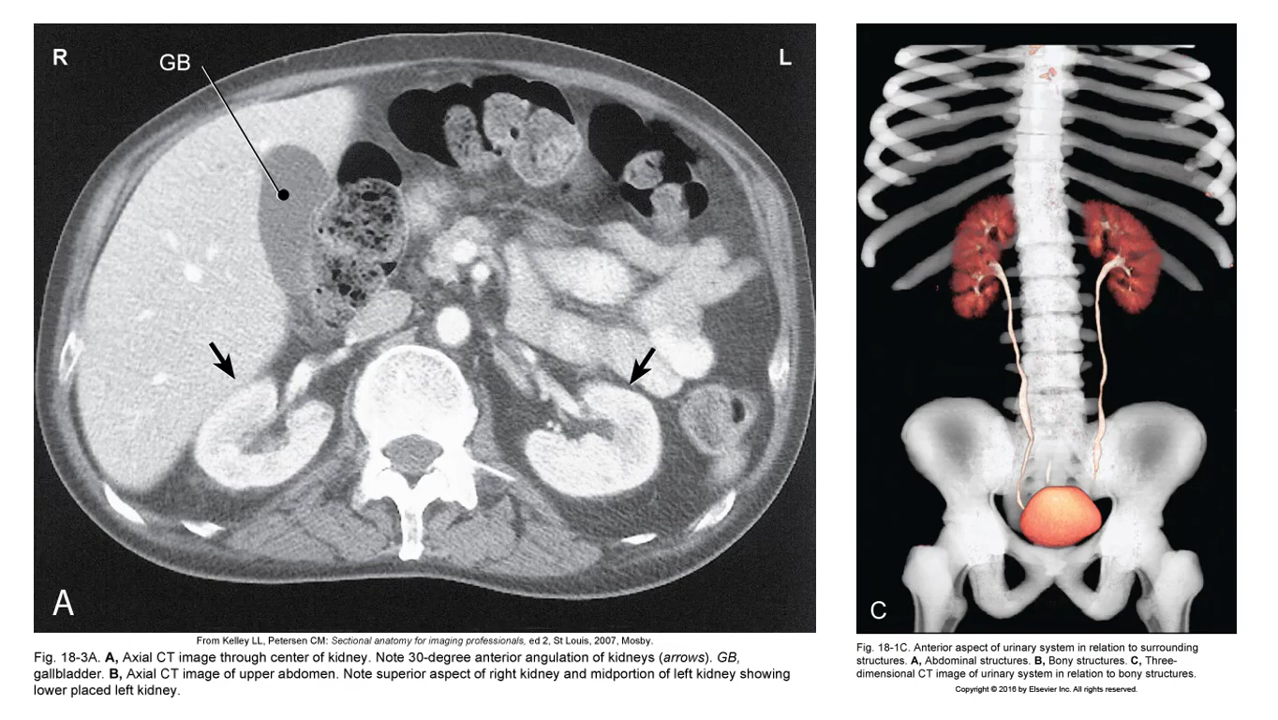 R
GB
L
A
From Kelley LL, Petersen CM: Sectional anatomy for imaging professionals, ed 2, St Louis, 2007, Mosby.
Fig. 18-3A. A, Axial CT image through center of kidney. Note 30-degree anterior angulation of kidneys (arrows). GB,
gallbladder. B, Axial CT image of upper abdomen. Note superior aspect of right kidney and midportion of left kidney showing
lower placed left kidney.
C
Fig. 18-1C. Anterior aspect of urinary system in relation to surrounding
structures. A, Abdominal structures. B, Bony structures. C, Three-
dimensional CT image of urinary system in relation to bony structures.
Copyright © 2016 by Elsevier Inc. All rights reserved.